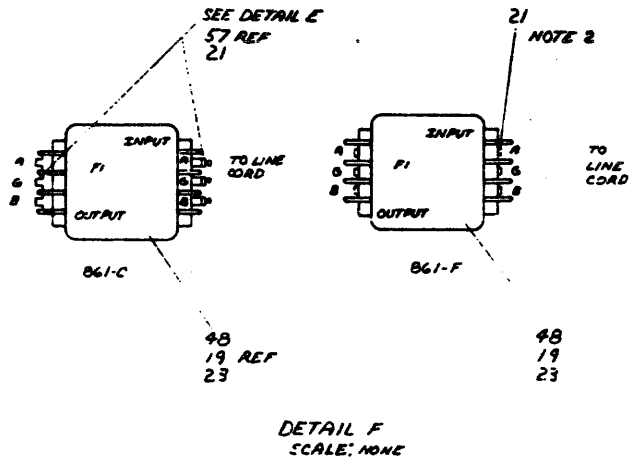 SEE DETAIL E
57 REF
21
21
NOTE 2
INPUT
A
A
F1
G
G
B
B
OUTPUT
TO LINE
CORD
861-C
INPUT
A
A
F1
G
G
B
B
OUTPUT
TO
LINE
CORD
861-F
48
19 REF
23
48
19
23
DETAIL F
SCALE: NONE